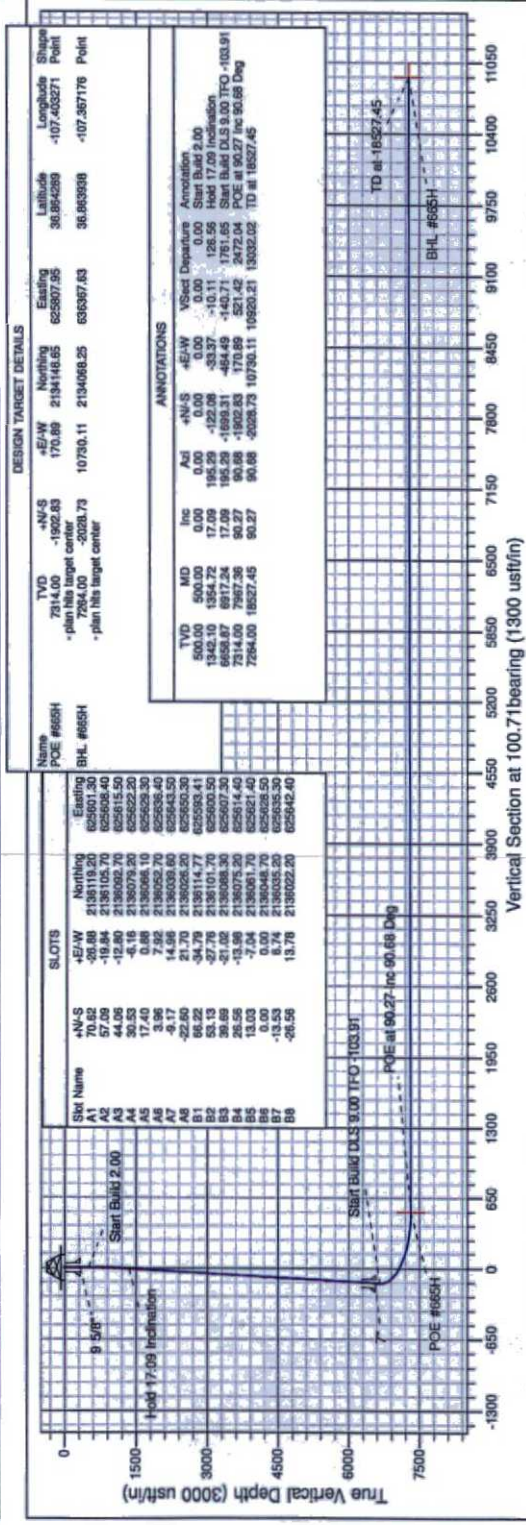 DESIGN TARGET DETAILS
Name TVD +N/-S +E/-W Northing Easting Latitude Longitude Shape
POE #665H 7314.00 -1902.83 170.89 2134148.65 625807.95 36.864289 -107.403271 Point
- plan hits target center
BHL #665H 7264.00 -2028.73 10730.11 2134068.25 636367.63 36.863938 -107.367176 Point
- plan hits target center
SLOTS
Slot Name +N/-S +E/-W Northing Easting
A1 70.62 -26.88 2136119.20 625601.30
A2 57.09 -19.84 2136105.70 625608.40
A3 44.06 -12.80 2136092.70 625615.50
A4 30.53 -6.16 2136079.20 625622.20
A5 17.40 0.88 2136066.10 625629.30
A6 3.96 7.92 2136052.70 625636.40
A7 -9.17 14.96 2136039.60 625643.50
A8 -22.60 21.70 2136026.20 625650.30
B1 66.22 -34.79 2136114.77 625593.41
B2 53.13 -27.76 2136101.70 625600.50
B3 39.69 -21.02 2136088.30 625607.30
B4 26.56 -13.98 2136075.20 625614.40
B5 13.03 -7.04 2136061.70 625621.40
B6 0.00 0.00 2136048.70 625628.50
B7 -13.53 6.74 2136035.20 625635.30
B8 -26.56 13.78 2136022.20 625642.40
ANNOTATIONS
TVD MD Inc Azi +N/-S +E/-W VSect Departure Annotation
500.00 500.00 0.00 0.00 0.00 0.00 0.00 0.00 Start Build 2.00
1342.10 1354.72 17.09 195.29 -122.08 -33.37 -10.11 126.56 Hold 17.09 Inclination
6658.87 6917.24 17.09 195.29 -1699.31 -464.49 -140.71 1761.65 Start Build DLS 9.00 TFO -103.91
7314.00 7967.36 90.27 90.68 -1902.83 170.89 521.42 2472.04 POE at 90.27 Inc 90.68 Deg
7264.00 18527.45 90.27 90.68 -2028.73 10730.11 10920.21 13032.02 TD at 18527.45
9 5/8"
Start Build 2.00
Hold 17.09 Inclination
Start Build DLS 9.00 TFO -103.91
7"
POE at 90.27 Inc 90.68 Deg
POE #665H
TD at 18527.45
BHL #665H
True Vertical Depth (3000 usft/in)
0
1500
3000
4500
6000
7500
-1300 -650 0 650 1300 1950 2600 3250 3900 4550 5200 5850 6500 7150 7800 8450 9100 9750 10400 11050
Vertical Section at 100.71bearing (1300 usft/in)